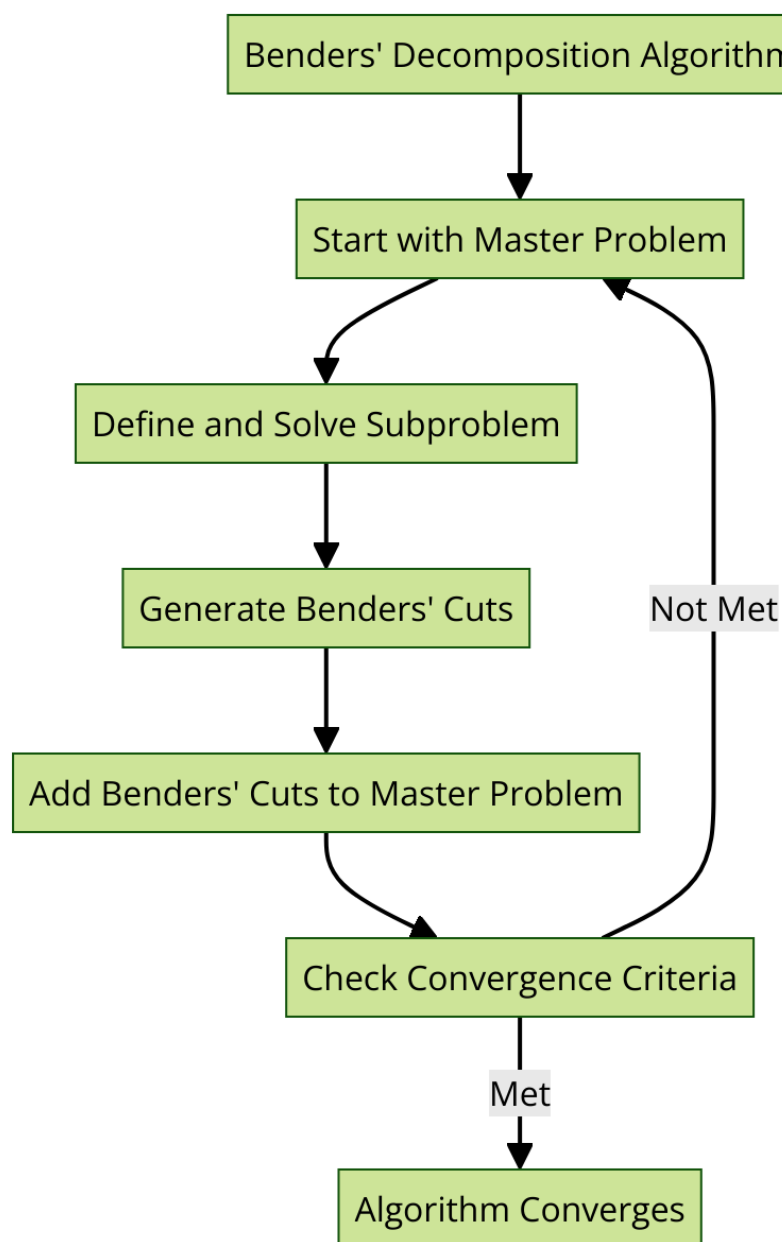 Benders' Decomposition Algorithm
Start with Master Problem
Define and Solve Subproblem
Generate Benders' Cuts
Not Met
Add Benders' Cuts to Master Problem
Check Convergence Criteria
Met
Algorithm Converges